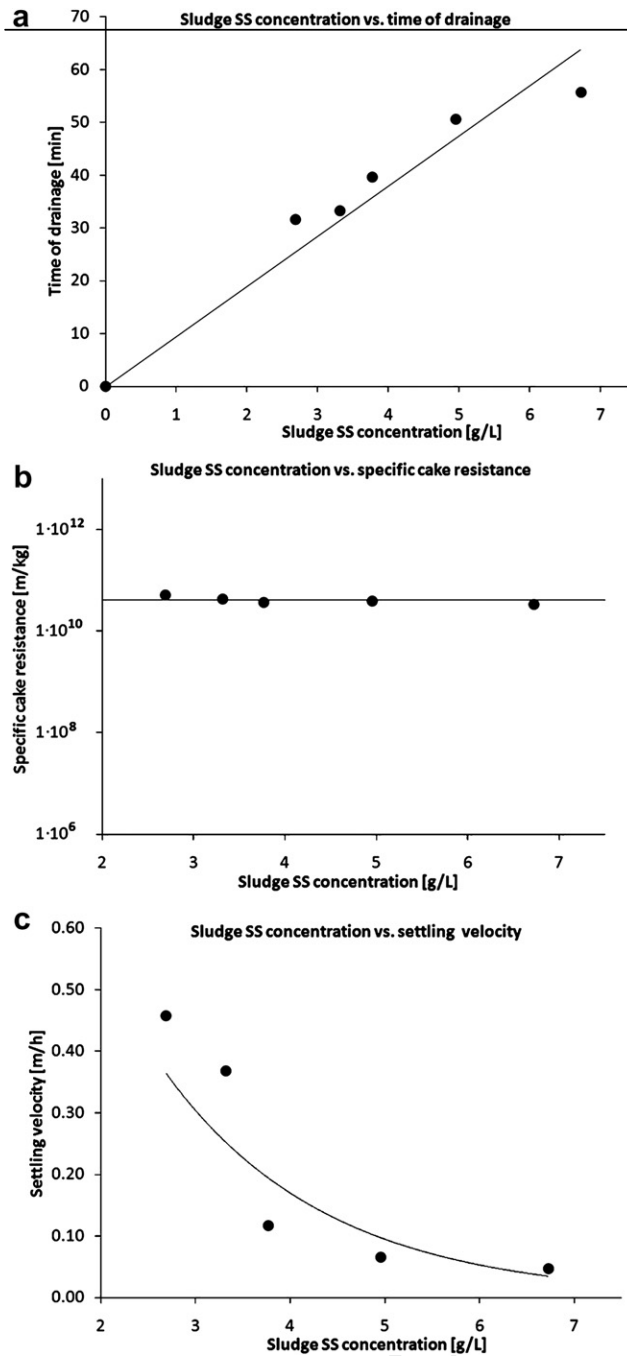 a
Sludge SS concentration vs. time of drainage
70
60
50
40
30
20
10
0
Time of drainage [min]
0 1 2 3 4 5 6 7
Sludge SS concentration [g/L]
b
Sludge SS concentration vs. specific cake resistance
1·10¹²
1·10¹⁰
1·10⁸
1·10⁶
Specific cake resistance [m/kg]
2 3 4 5 6 7
Sludge SS concentration [g/L]
c
Sludge SS concentration vs. settling velocity
0.60
0.50
0.40
0.30
0.20
0.10
0.00
Settling velocity [m/h]
2 3 4 5 6 7
Sludge SS concentration [g/L]